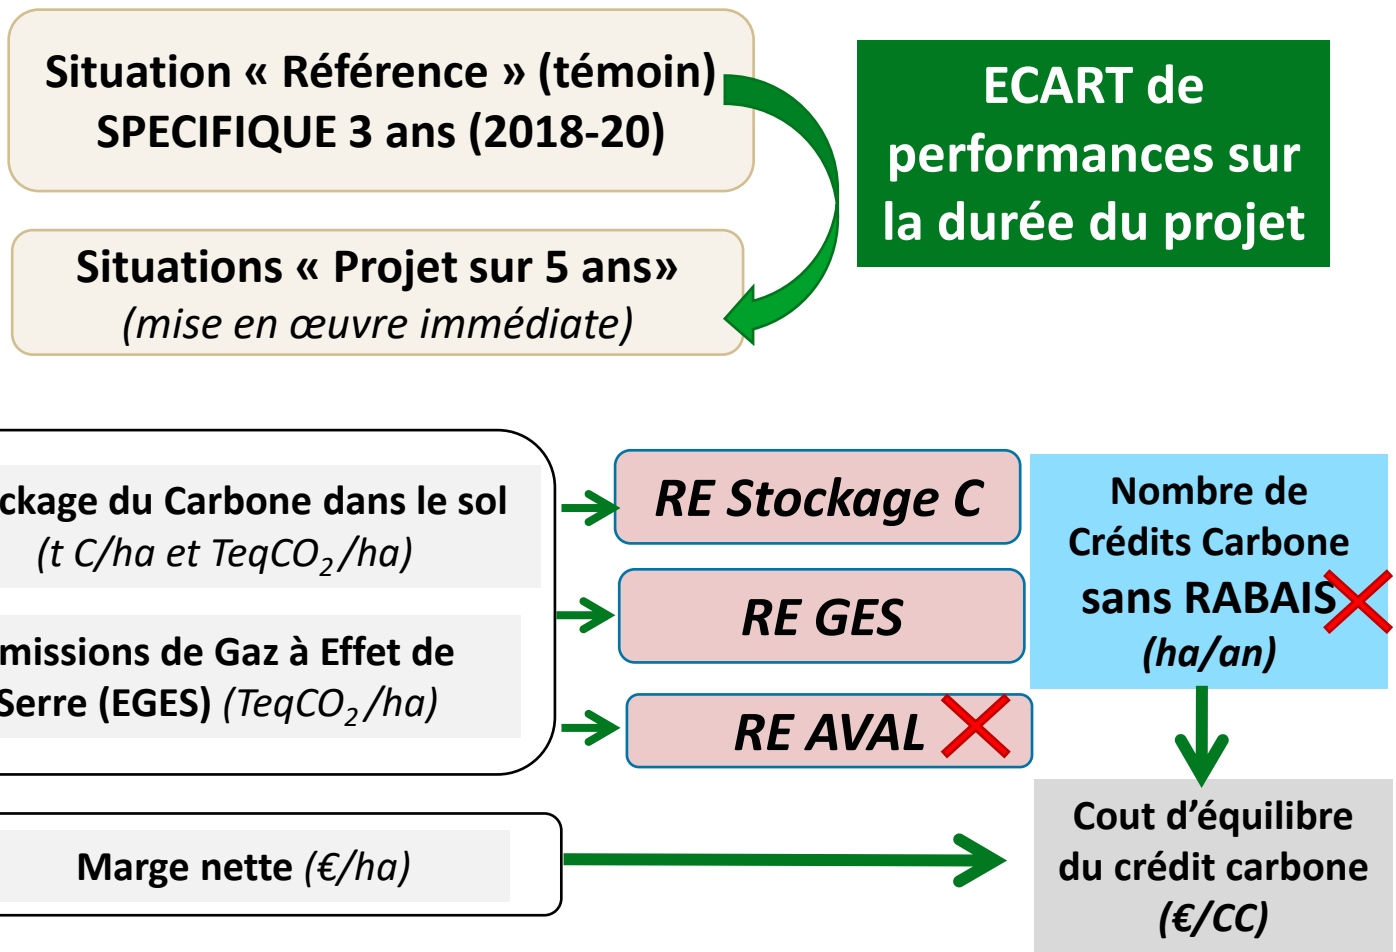 Situation « Référence » (témoin)
SPECIFIQUE 3 ans (2018-20)
ECART de
performances sur
la durée du projet
Situations « Projet sur 5 ans»
(mise en œuvre immédiate)
ckage du Carbone dans le sol
(t C/ha et TeqCO₂/ha)
missions de Gaz à Effet de
Serre (EGES) (TeqCO₂/ha)
RE Stockage C
RE GES
RE AVAL
Nombre de
Crédits Carbone
sans RABAIS
(ha/an)
Marge nette (€/ha)
Cout d’équilibre
du crédit carbone
(€/CC)